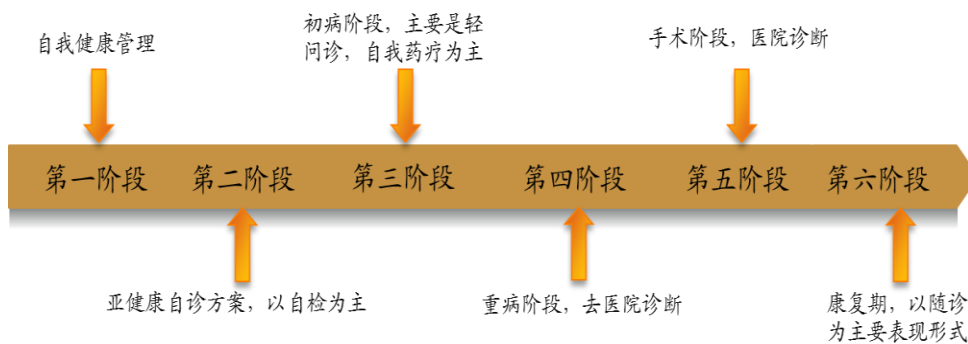 自我健康管理
初病阶段，主要是轻
问诊，自我药疗为主
手术阶段，医院诊断
第一阶段
第二阶段
第三阶段
第四阶段
第五阶段
第六阶段
亚健康自诊方案，以自检为主
重病阶段，去医院诊断
康复期，以随诊
为主要表现形式